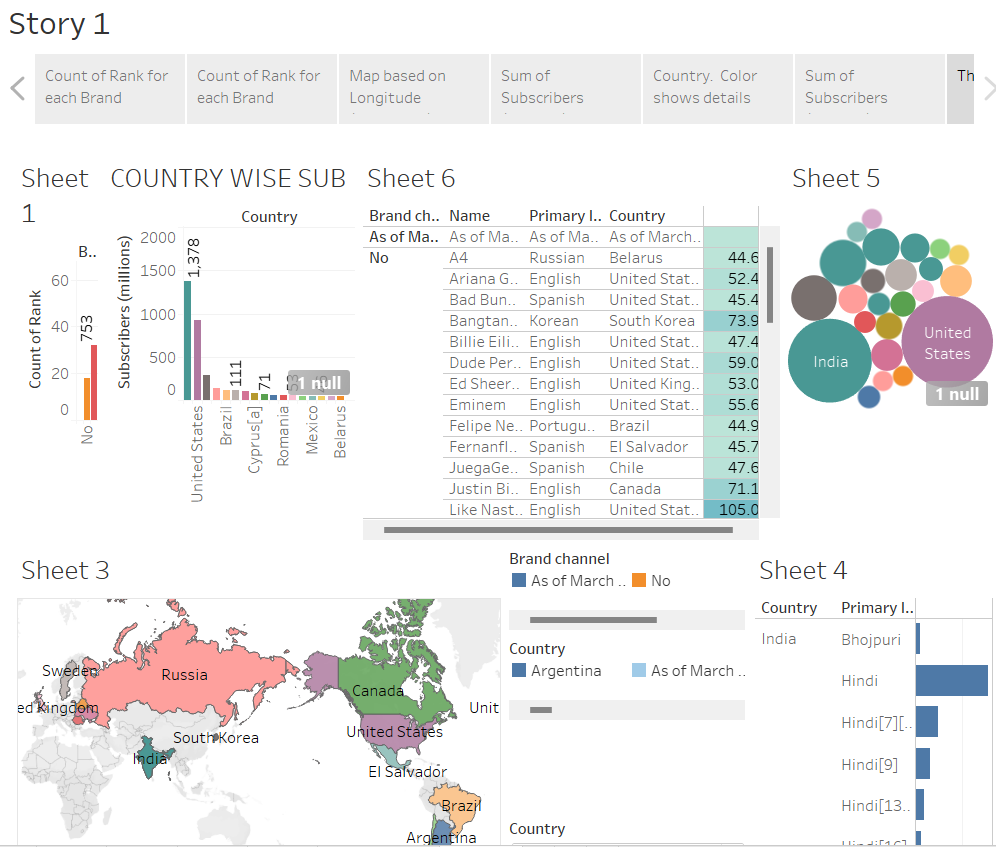 Story 1
Count of Rank for each Brand
Count of Rank for each Brand
Map based on Longitude
Sum of Subscribers
Country. Color shows details
Sum of Subscribers
Th
Sheet 1
B..
Count of Rank
60
40
20
0
753
No
COUNTRY WISE SUB
Country
Subscribers (millions)
2000
1500
1000
500
0
1,378
111
71
1 null
United States
Brazil
Cyprus[a]
Romania
Mexico
Belarus
Sheet 6
Brand ch.. Name Primary l.. Country
As of Ma.. As of Ma.. As of Ma.. As of March..
No A4 Russian Belarus 44.6
Ariana G.. English United Stat.. 52.4
Bad Bun.. Spanish United Stat.. 45.4
Bangtan.. Korean South Korea 73.9
Billie Eili.. English United Stat.. 47.4
Dude Per.. English United Stat.. 59.0
Ed Sheer.. English United King.. 53.0
Eminem English United Stat.. 55.6
Felipe Ne.. Portugu.. Brazil 44.9
Fernanfl.. Spanish El Salvador 45.7
JuegaGe.. Spanish Chile 47.6
Justin Bi.. English Canada 71.1
Like Nast.. English United Stat.. 105.0
Sheet 5
India
United States
1 null
Sheet 3
Sweden
Russia
ed Kingdom
South Korea
India
Canada
Unit
United States
El Salvador
Brazil
Argentina
Brand channel
As of March .. No
Country
Argentina As of March ..
Country
Sheet 4
Country Primary l..
India Bhojpuri
Hindi
Hindi[7][..
Hindi[9]
Hindi[13..
Hindi[16]